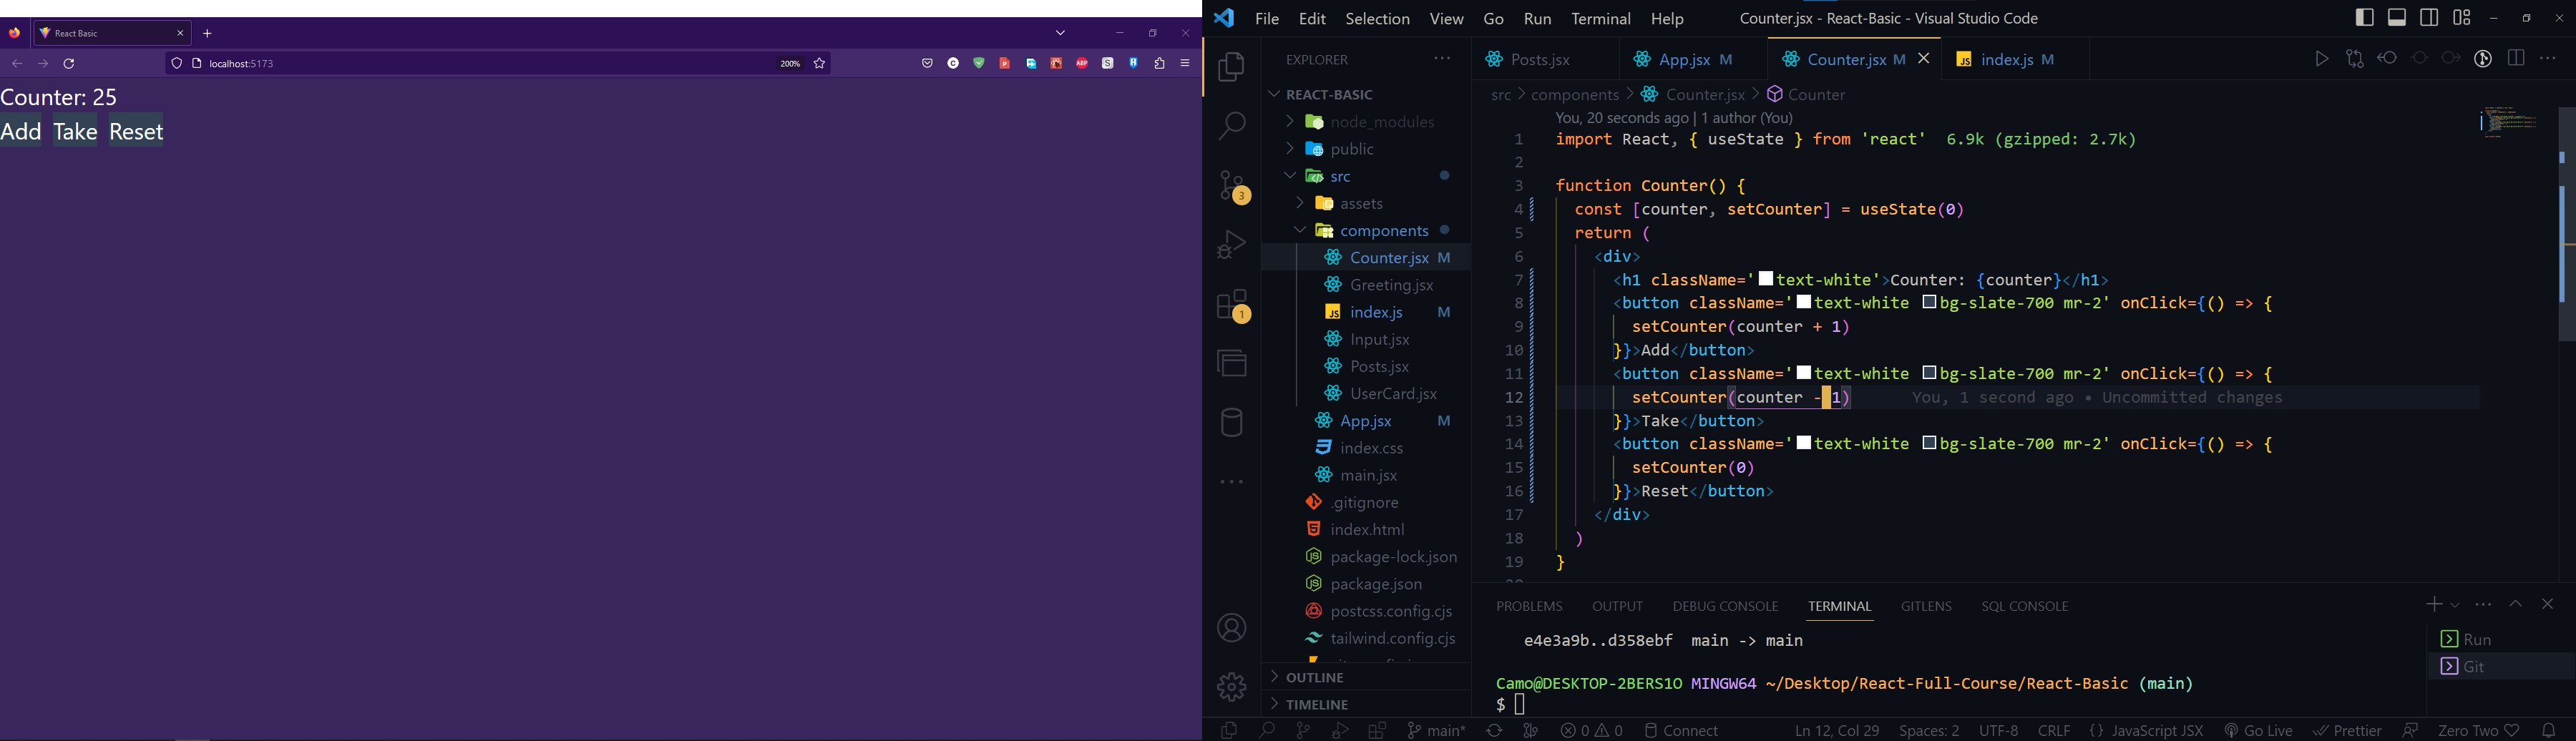 React Basic
localhost:5173
200%
Counter: 25
Add Take Reset
File Edit Selection View Go Run Terminal Help
Counter.jsx - React-Basic - Visual Studio Code
EXPLORER
REACT-BASIC
node_modules
public
src
assets
components
Counter.jsx M
Greeting.jsx
JS index.js M
Input.jsx
Posts.jsx
UserCard.jsx
App.jsx M
index.css
main.jsx
.gitignore
index.html
package-lock.json
package.json
postcss.config.cjs
tailwind.config.cjs
OUTLINE
TIMELINE
3
1
Posts.jsx App.jsx M Counter.jsx M JS index.js M
src > components > Counter.jsx > Counter
You, 20 seconds ago | 1 author (You)
1 import React, { useState } from 'react' 6.9k (gzipped: 2.7k)
2
3 function Counter() {
4 const [counter, setCounter] = useState(0)
5 return (
6 <div>
7 <h1 className='text-white'>Counter: {counter}</h1>
8 <button className='text-white bg-slate-700 mr-2' onClick={() => {
9 setCounter(counter + 1)
10 }}>Add</button>
11 <button className='text-white bg-slate-700 mr-2' onClick={() => {
12 setCounter(counter - 1) You, 1 second ago • Uncommitted changes
13 }}>Take</button>
14 <button className='text-white bg-slate-700 mr-2' onClick={() => {
15 setCounter(0)
16 }}>Reset</button>
17 </div>
18 )
19 }
PROBLEMS OUTPUT DEBUG CONSOLE TERMINAL GITLENS SQL CONSOLE
e4e3a9b..d358ebf main -> main
Camo@DESKTOP-2BERS1O MINGW64 ~/Desktop/React-Full-Course/React-Basic (main)
$
Run
Git
main* 0 0 Connect Ln 12, Col 29 Spaces: 2 UTF-8 CRLF {} JavaScript JSX Go Live Prettier Zero Two